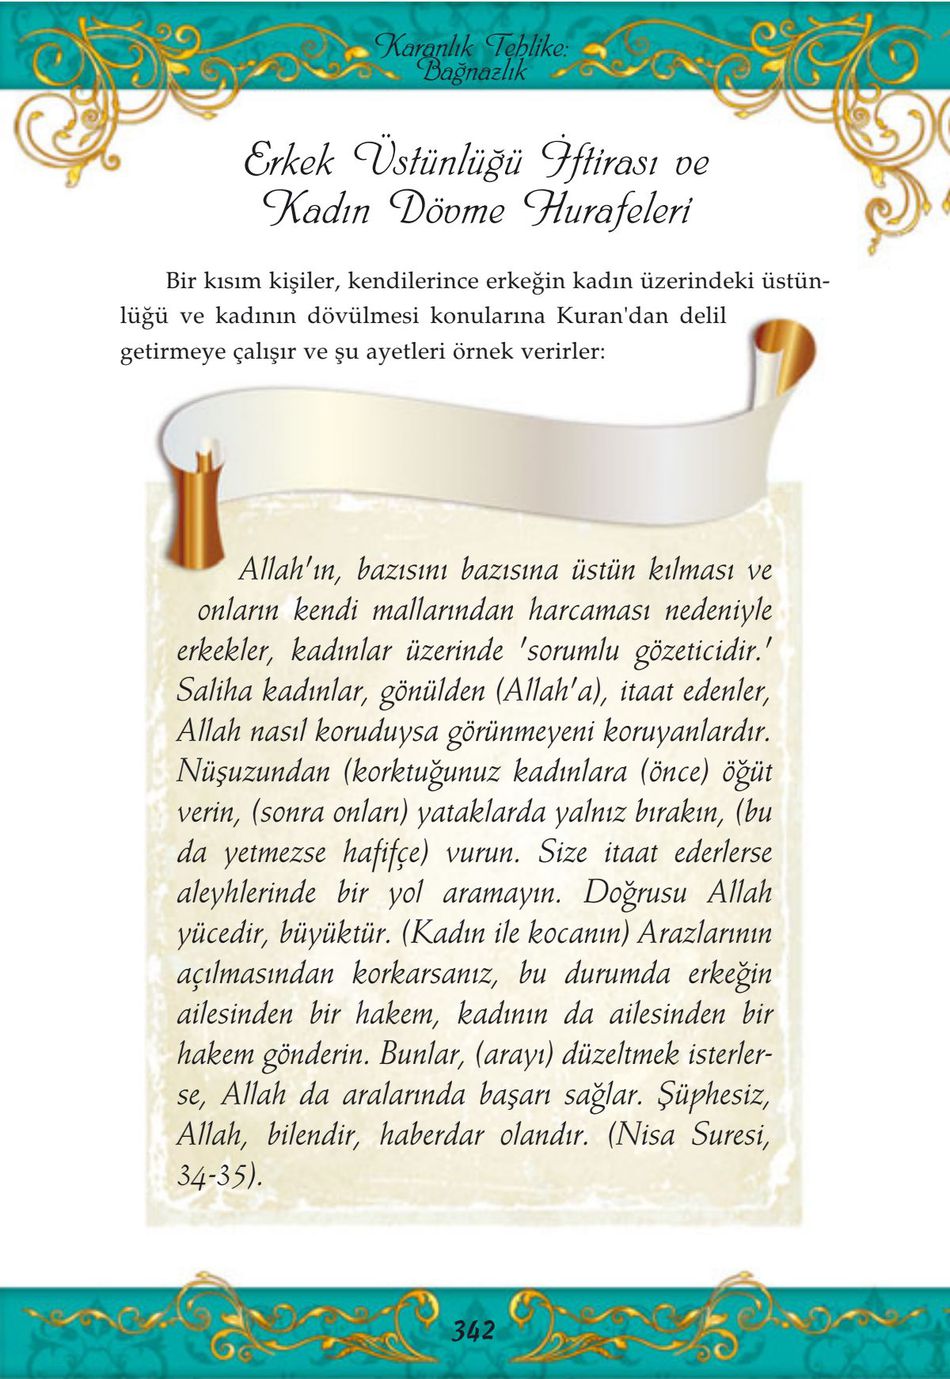 Karanlık Tehlike:
Bağnazlık
Erkek Üstünlüğü İftirası ve
Kadın Dövme Hurafeleri
Bir kısım kişiler, kendilerince erkeğin kadın üzerindeki üstün-
lüğü ve kadının dövülmesi konularına Kuran'dan delil
getirmeye çalışır ve şu ayetleri örnek verirler:
Allah'ın, bazısını bazısına üstün kılması ve
onların kendi mallarından harcaması nedeniyle
erkekler, kadınlar üzerinde 'sorumlu gözeticidir.'
Saliha kadınlar, gönülden (Allah'a), itaat edenler,
Allah nasıl koruduysa görünmeyeni koruyanlardır.
Nüşuzundan (korktuğunuz kadınlara (önce) öğüt
verin, (sonra onları) yataklarda yalnız bırakın, (bu
da yetmezse hafifçe) vurun. Size itaat ederlerse
aleyhlerinde bir yol aramayın. Doğrusu Allah
yücedir, büyüktür. (Kadın ile kocanın) Arazlarının
açılmasından korkarsanız, bu durumda erkeğin
ailesinden bir hakem, kadının da ailesinden bir
hakem gönderin. Bunlar, (arayı) düzeltmek isterler-
se, Allah da aralarında başarı sağlar. Şüphesiz,
Allah, bilendir, haberdar olandır. (Nisa Suresi,
34-35).
342